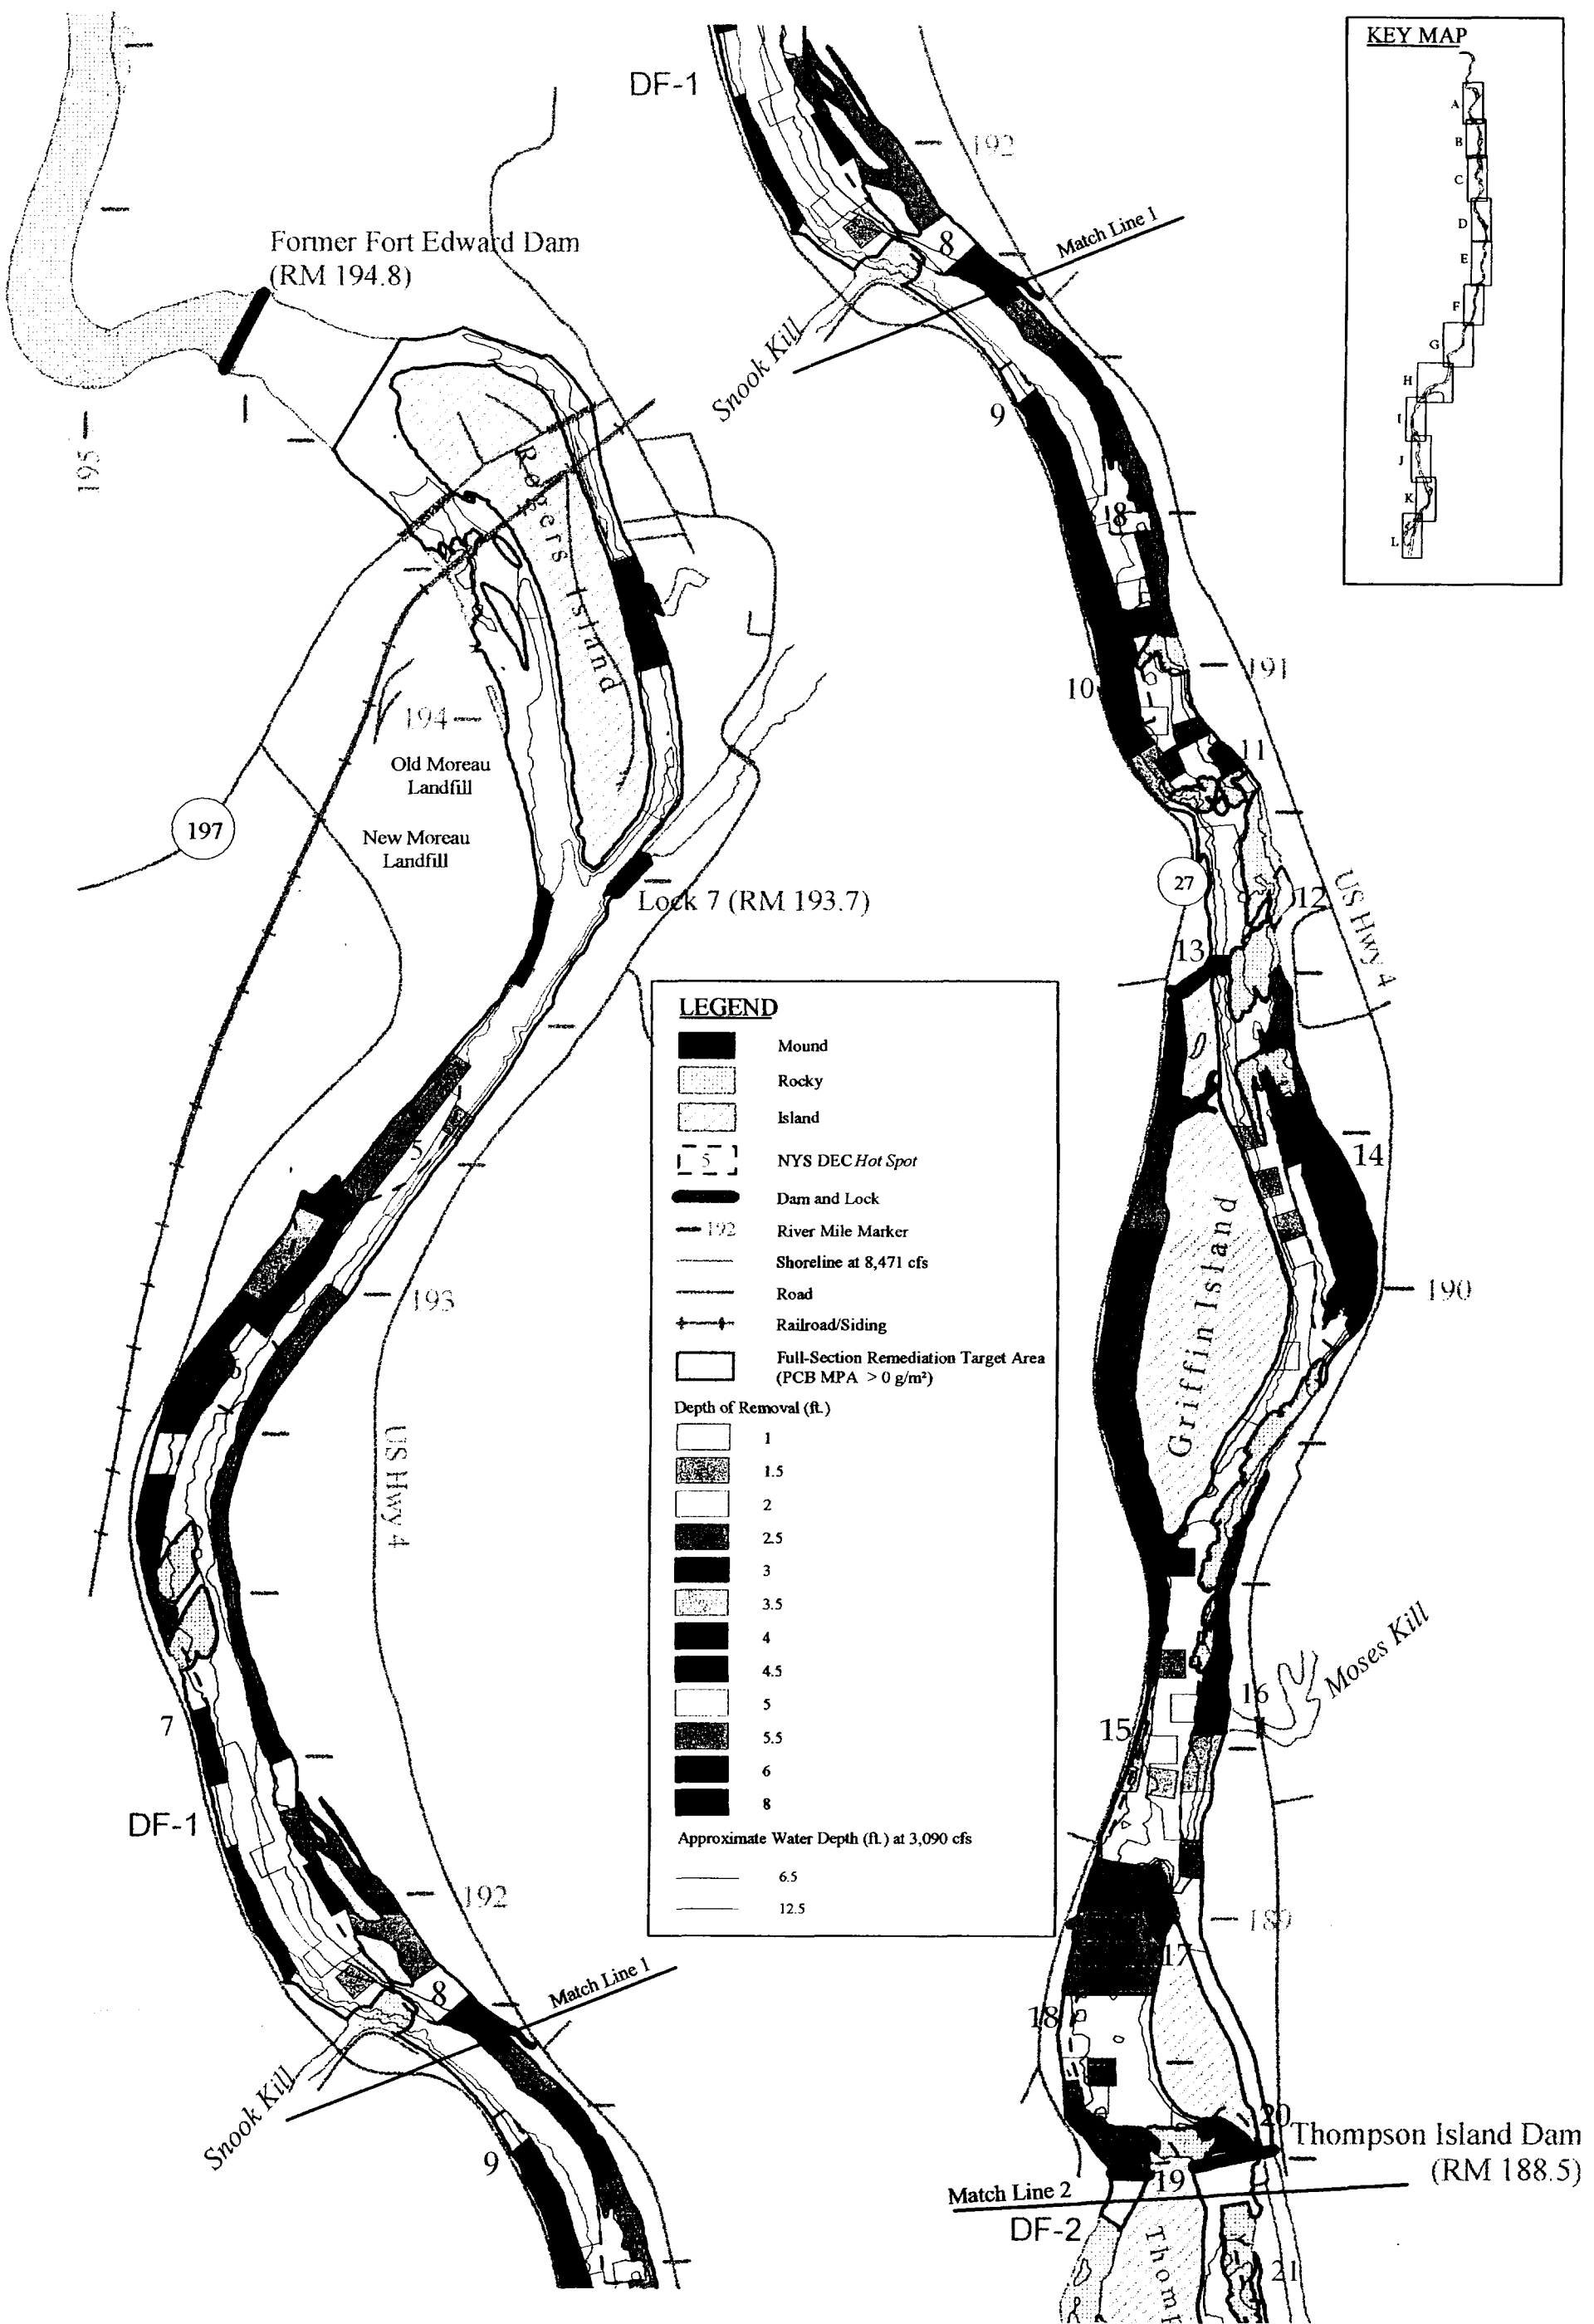 KEY MAP
A
B
C
D
E
F
G
H
I
J
K
L
DF-1
192
8
Match Line 1
Snook Kill
9
Former Fort Edward Dam
(RM 194.8)
195
Rogers Island
194
Old Moreau
Landfill
New Moreau
Landfill
197
Lock 7 (RM 193.7)
5
193
6
US Hwy 4
7
DF-1
192
8
Match Line 1
Snook Kill
9
LEGEND
Mound
Rocky
Island
5
NYS DEC Hot Spot
Dam and Lock
192
River Mile Marker
Shoreline at 8,471 cfs
Road
Railroad/Siding
Full-Section Remediation Target Area
(PCB MPA > 0 g/m²)
Depth of Removal (ft.)
1
1.5
2
2.5
3
3.5
4
4.5
5
5.5
6
8
Approximate Water Depth (ft.) at 3,090 cfs
6.5
12.5
8
191
10
11
27
12
US Hwy 4
13
14
Griffin Island
190
Moses Kill
16
15
189
17
18
20
Thompson Island Dam
(RM 188.5)
19
Match Line 2
DF-2
21